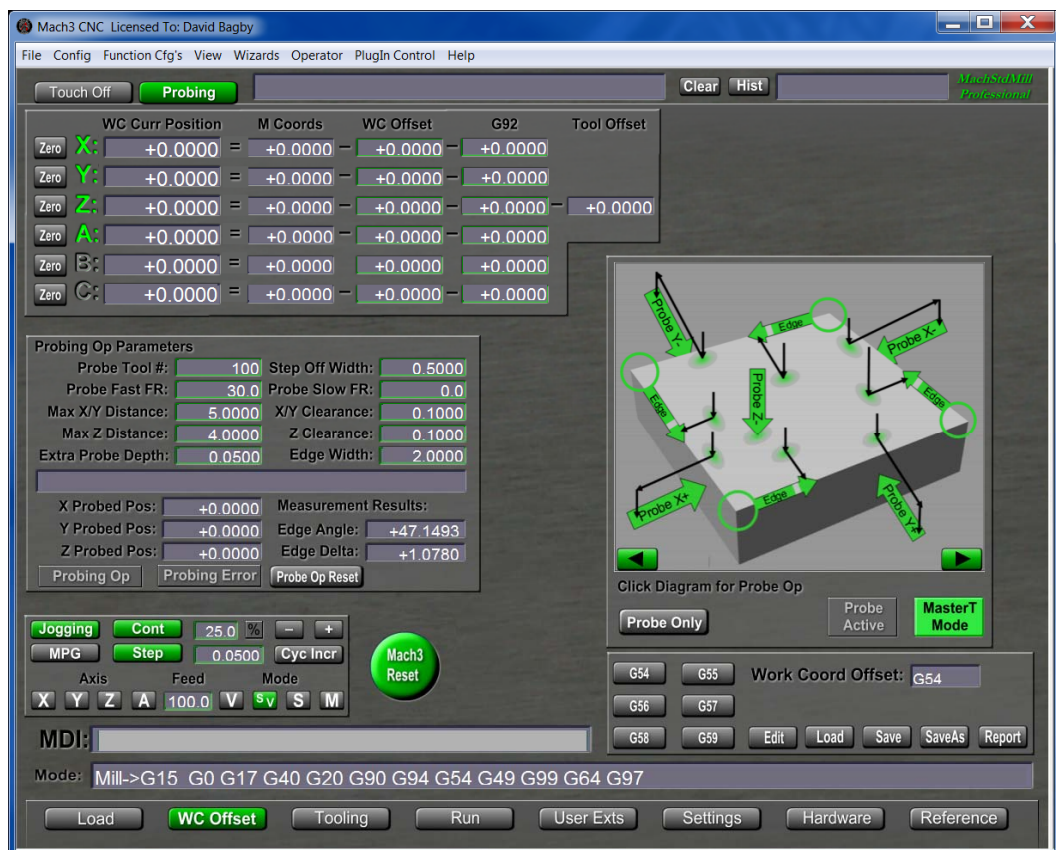 Mach3 CNC Licensed To: David Bagby
File Config Function Cfg's View Wizards Operator PlugIn Control Help
Touch Off Probing Clear Hist MachStdMill
Professional
WC Curr Position M Coords WC Offset G92 Tool Offset
Zero X: +0.0000 = +0.0000 − +0.0000 − +0.0000
Zero Y: +0.0000 = +0.0000 − +0.0000 − +0.0000
Zero Z: +0.0000 = +0.0000 − +0.0000 − +0.0000 − +0.0000
Zero A: +0.0000 = +0.0000 − +0.0000 − +0.0000
Zero B: +0.0000 = +0.0000 − +0.0000 − +0.0000
Zero C: +0.0000 = +0.0000 − +0.0000 − +0.0000
Probing Op Parameters
Probe Tool #: 100 Step Off Width: 0.5000
Probe Fast FR: 30.0 Probe Slow FR: 0.0
Max X/Y Distance: 5.0000 X/Y Clearance: 0.1000
Max Z Distance: 4.0000 Z Clearance: 0.1000
Extra Probe Depth: 0.0500 Edge Width: 2.0000
X Probed Pos: +0.0000 Measurement Results:
Y Probed Pos: +0.0000 Edge Angle: +47.1493
Z Probed Pos: +0.0000 Edge Delta: +1.0780
Probing Op Probing Error Probe Op Reset
Probe Y-
Edge
Probe X-
Edge
Probe Z-
Edge
Edge
Probe X+
Probe Y+
Click Diagram for Probe Op
Probe Only
Probe
Active
MasterT
Mode
Jogging Cont 25.0 % - +
MPG Step 0.0500 Cyc Incr
Axis Feed Mode
X Y Z A 100.0 V S V S M
Mach3
Reset
G54 G55 Work Coord Offset: G54
G56 G57
G58 G59 Edit Load Save SaveAs Report
MDI:
Mode: Mill->G15 G0 G17 G40 G20 G90 G94 G54 G49 G99 G64 G97
Load WC Offset Tooling Run User Exts Settings Hardware Reference